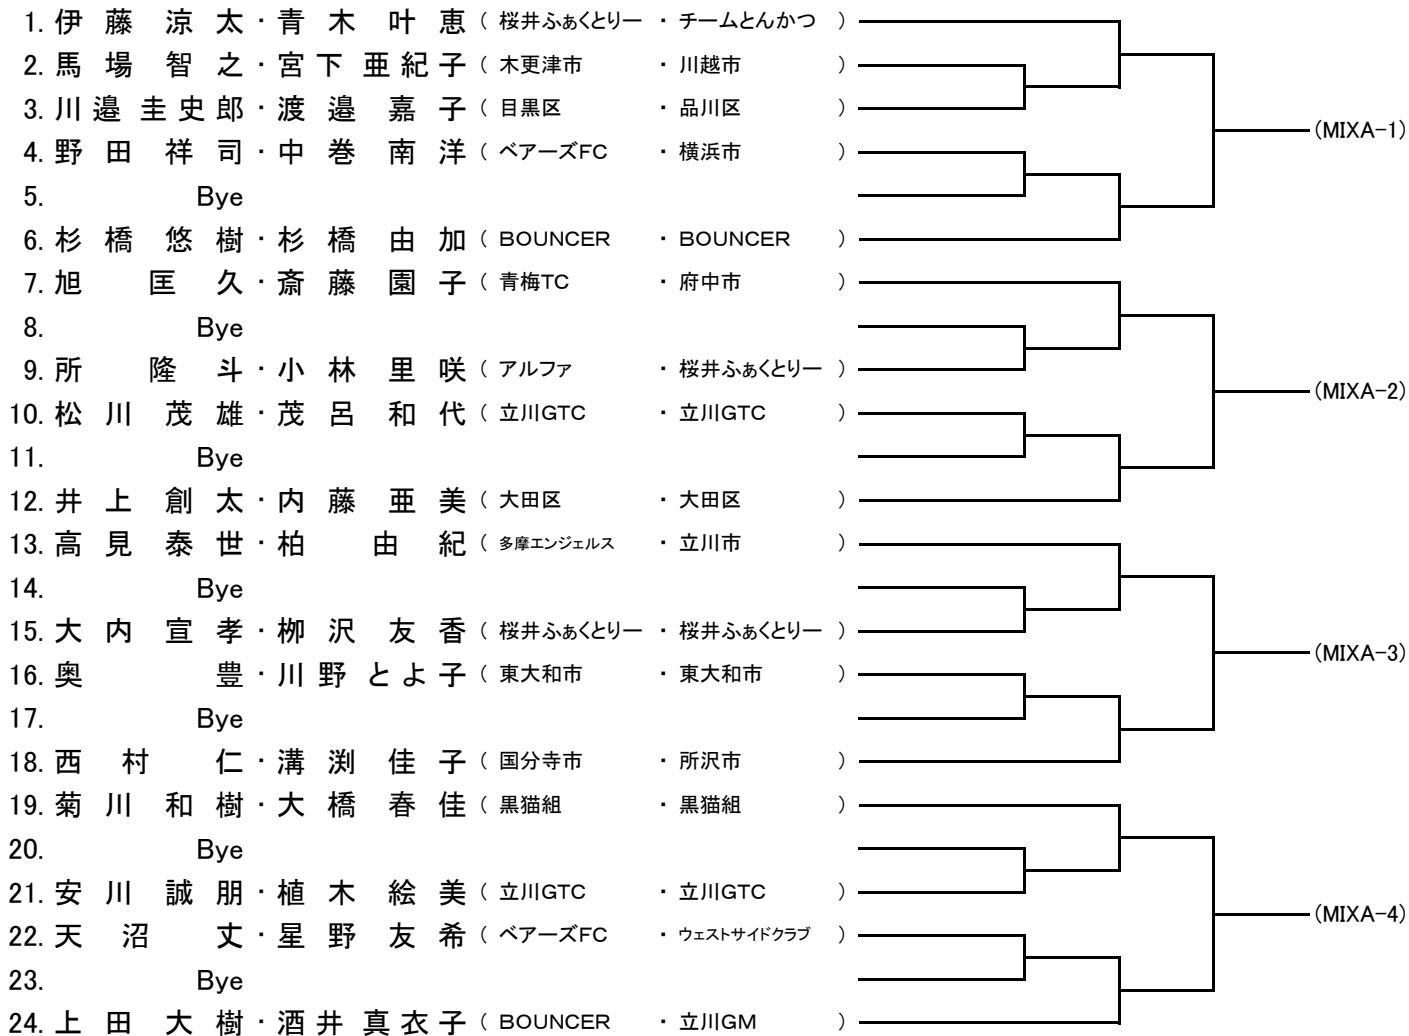 1. 伊藤涼太・青木叶恵 ( 桜井ふぁくとりー ・ チームとんかつ )
2. 馬場智之・宮下亜紀子 ( 木更津市 ・ 川越市 )
3. 川邉圭史郎・渡邉嘉子 ( 目黒区 ・ 品川区 )
(MIXA-1)
4. 野田祥司・中巻南洋 ( ベアーズFC ・ 横浜市 )
5. Bye
6. 杉橋悠樹・杉橋由加 ( BOUNCER ・ BOUNCER )
7. 旭匡久・斎藤園子 ( 青梅TC ・ 府中市 )
8. Bye
9. 所隆斗・小林里咲 ( アルファ ・ 桜井ふぁくとりー )
(MIXA-2)
10. 松川茂雄・茂呂和代 ( 立川GTC ・ 立川GTC )
11. Bye
12. 井上創太・内藤亜美 ( 大田区 ・ 大田区 )
13. 高見泰世・柏由紀 ( 多摩エンジェルス ・ 立川市 )
14. Bye
15. 大内宣孝・栁沢友香 ( 桜井ふぁくとりー ・ 桜井ふぁくとりー )
(MIXA-3)
16. 奥豊・川野とよ子 ( 東大和市 ・ 東大和市 )
17. Bye
18. 西村仁・溝渕佳子 ( 国分寺市 ・ 所沢市 )
19. 菊川和樹・大橋春佳 ( 黒猫組 ・ 黒猫組 )
20. Bye
21. 安川誠朋・植木絵美 ( 立川GTC ・ 立川GTC )
(MIXA-4)
22. 天沼丈・星野友希 ( ベアーズFC ・ ウェストサイドクラブ )
23. Bye
24. 上田大樹・酒井真衣子 ( BOUNCER ・ 立川GM )